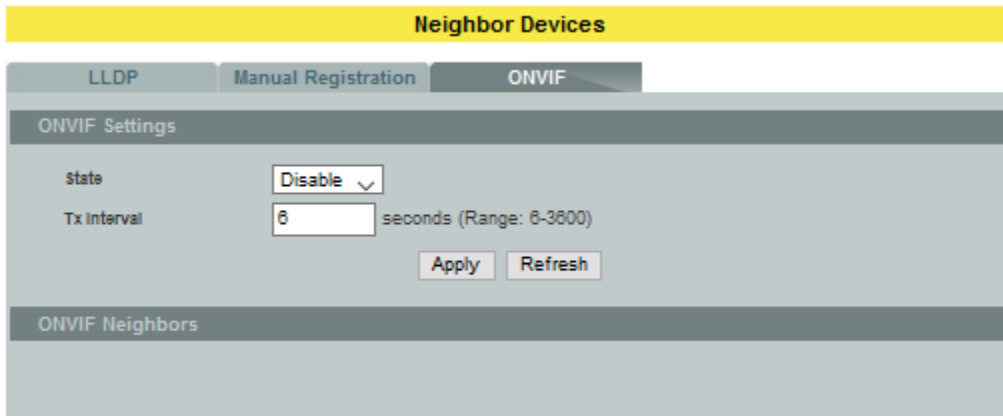 Neighbor Devices
LLDP Manual Registration ONVIF
ONVIF Settings
State Disable
Tx Interval 6 seconds (Range: 6-3600)
Apply Refresh
ONVIF Neighbors